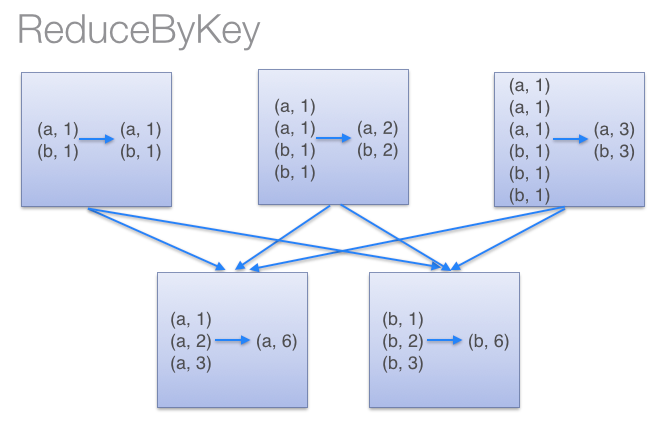 ReduceByKey
(a, 1) (a, 1)
(b, 1) (b, 1)
(a, 1)
(a, 1) (a, 2)
(b, 1) (b, 2)
(b, 1)
(a, 1)
(a, 1)
(a, 1) (a, 3)
(b, 1) (b, 3)
(b, 1)
(b, 1)
(a, 1)
(a, 2) (a, 6)
(a, 3)
(b, 1)
(b, 2) (b, 6)
(b, 3)